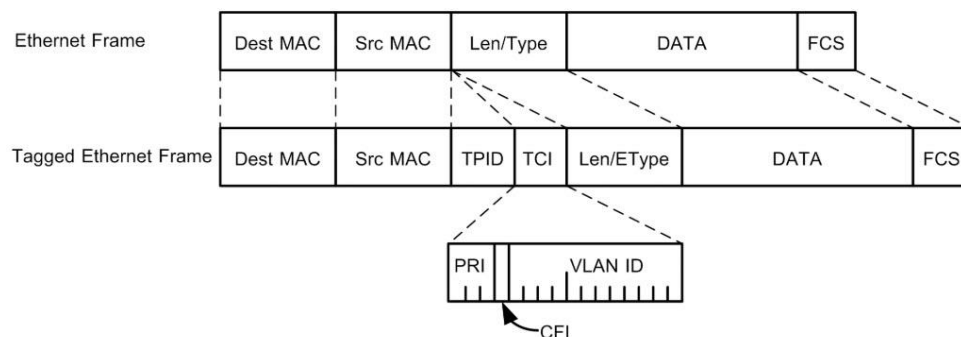 Ethernet Frame Dest MAC Src MAC Len/Type DATA FCS
Tagged Ethernet Frame Dest MAC Src MAC TPID TCI Len/EType DATA FCS
PRI VLAN ID
CFI